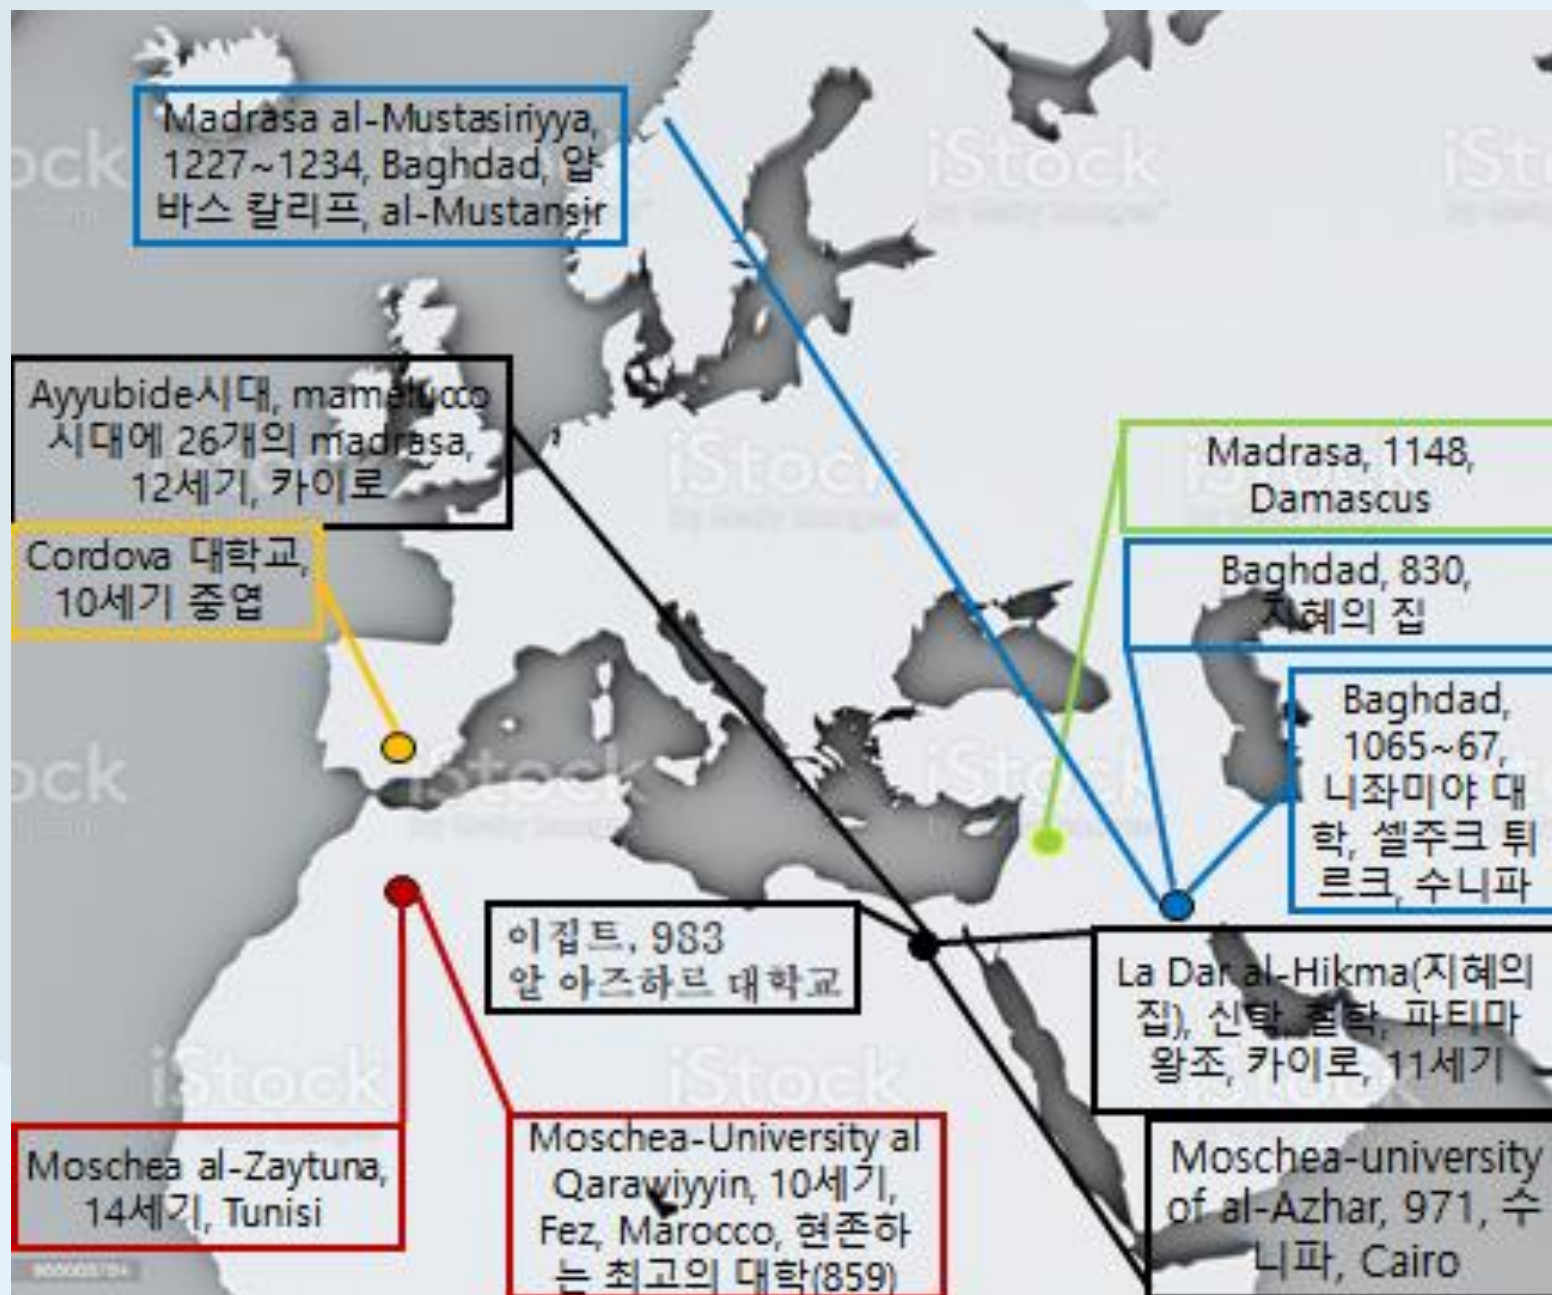 Madrasa al-Mustasiriyya,
1227~1234, Baghdad, 압
바스 칼리프, al-Mustansir
Ayyubide시대, mamelucco
시대에 26개의 madrasa,
12세기, 카이로
Cordova 대학교,
10세기 중엽
Madrasa, 1148,
Damascus
Baghdad, 830,
지혜의 집
Baghdad,
1065~67,
니좌미야 대
학, 셀주크 튀
르크, 수니파
이집트, 983
알 아즈하르 대학교
La Dar al-Hikma(지혜의
집), 신학, 철학, 파티마
왕조, 카이로, 11세기
Moschea al-Zaytuna,
14세기, Tunisi
Moschea-University al
Qarawiyyin, 10세기,
Fez, Marocco, 현존하
는 최고의 대학(859)
Moschea-university
of al-Azhar, 971, 수
니파, Cairo
iStock